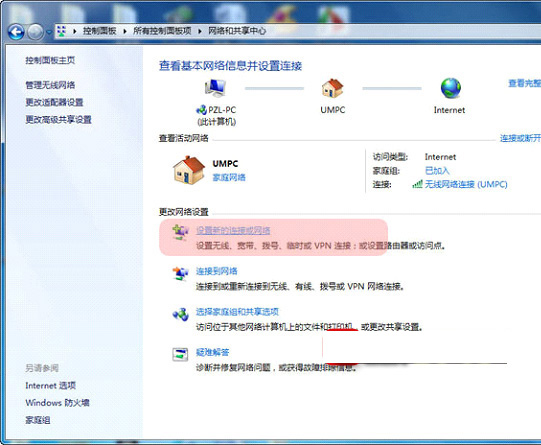 控制面板 ▸ 所有控制面板项 ▸ 网络和共享中心
控制面板主页
管理无线网络
更改适配器设置
更改高级共享设置
查看基本网络信息并设置连接
查看完整
PZL-PC
(此计算机)
UMPC
Internet
查看活动网络
连接或断开
UMPC
家庭网络
访问类型: Internet
家庭组: 已加入
连接: 无线网络连接 (UMPC)
更改网络设置
设置新的连接或网络
设置无线、宽带、拨号、临时或 VPN 连接；或设置路由器或访问点。
连接到网络
连接到或重新连接到无线、有线、拨号或 VPN 网络连接。
选择家庭组和共享选项
访问位于其他网络计算机上的文件和打印机，或更改共享设置。
疑难解答
诊断并修复网络问题，或获得故障排除信息。
另请参阅
Internet 选项
Windows 防火墙
家庭组